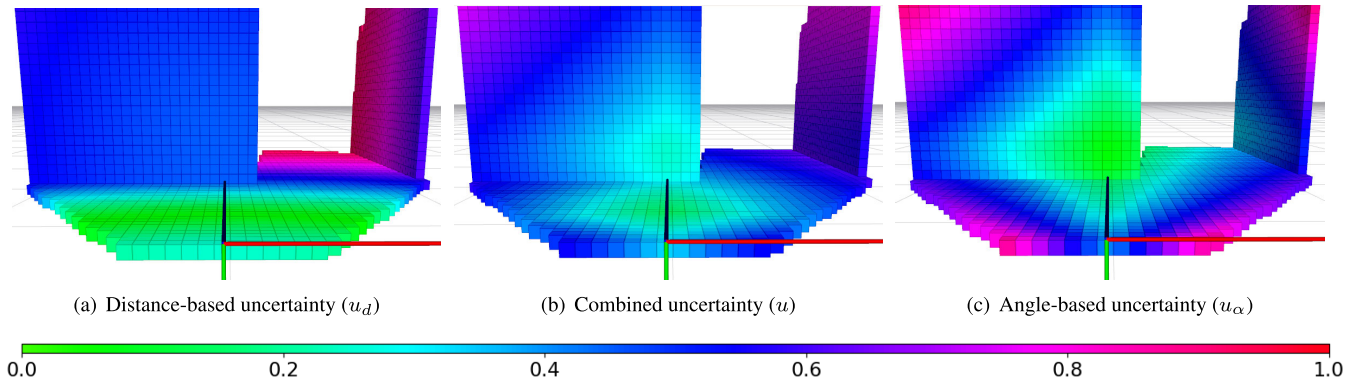 (a) Distance-based uncertainty (u_d)
(b) Combined uncertainty (u)
(c) Angle-based uncertainty (u_α)
0.0 0.2 0.4 0.6 0.8 1.0